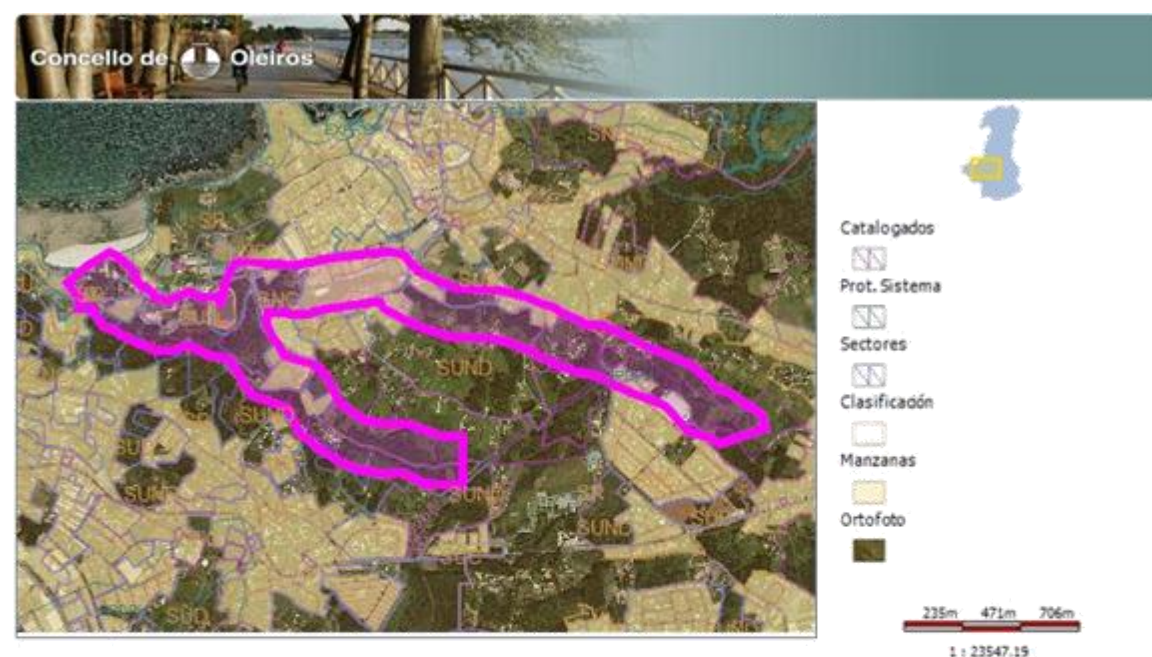 Concello de Oleiros
Catalogados
Prot. Sistema
Sectores
Clasificación
Manzanas
Ortofoto
SUND
SUND
SUND
SUND
235m 471m 706m
1 : 23547.19